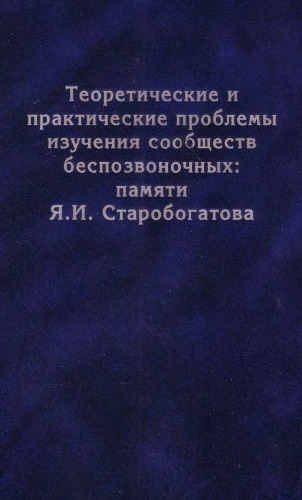 Теоретические и
практические проблемы
изучения сообществ
беспозвоночных:
памяти
Я.И. Старобогатова